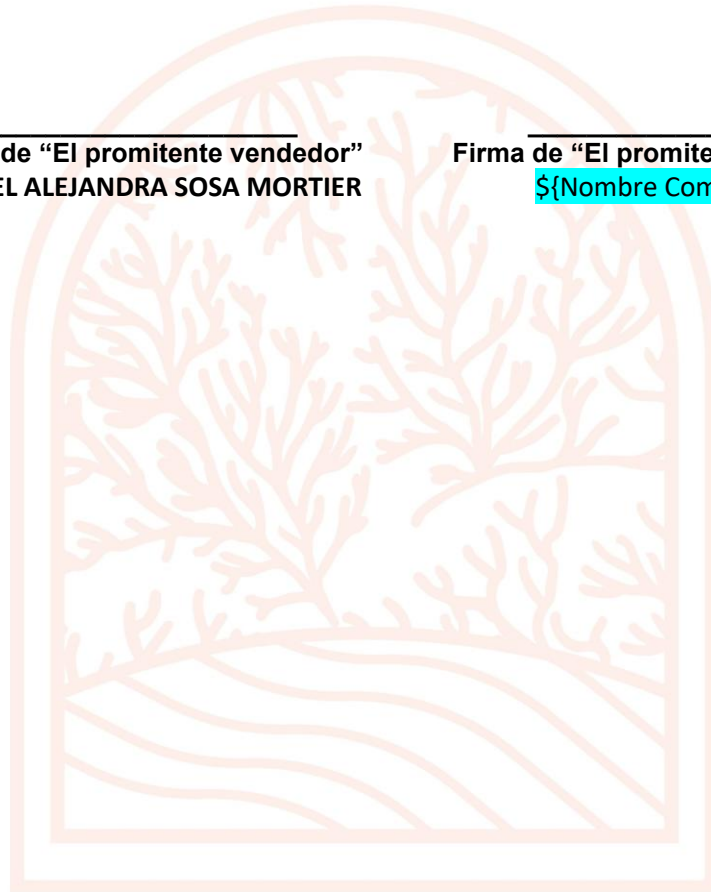 de “El promitente vendedor” Firma de “El promite
EL ALEJANDRA SOSA MORTIER ${Nombre Com